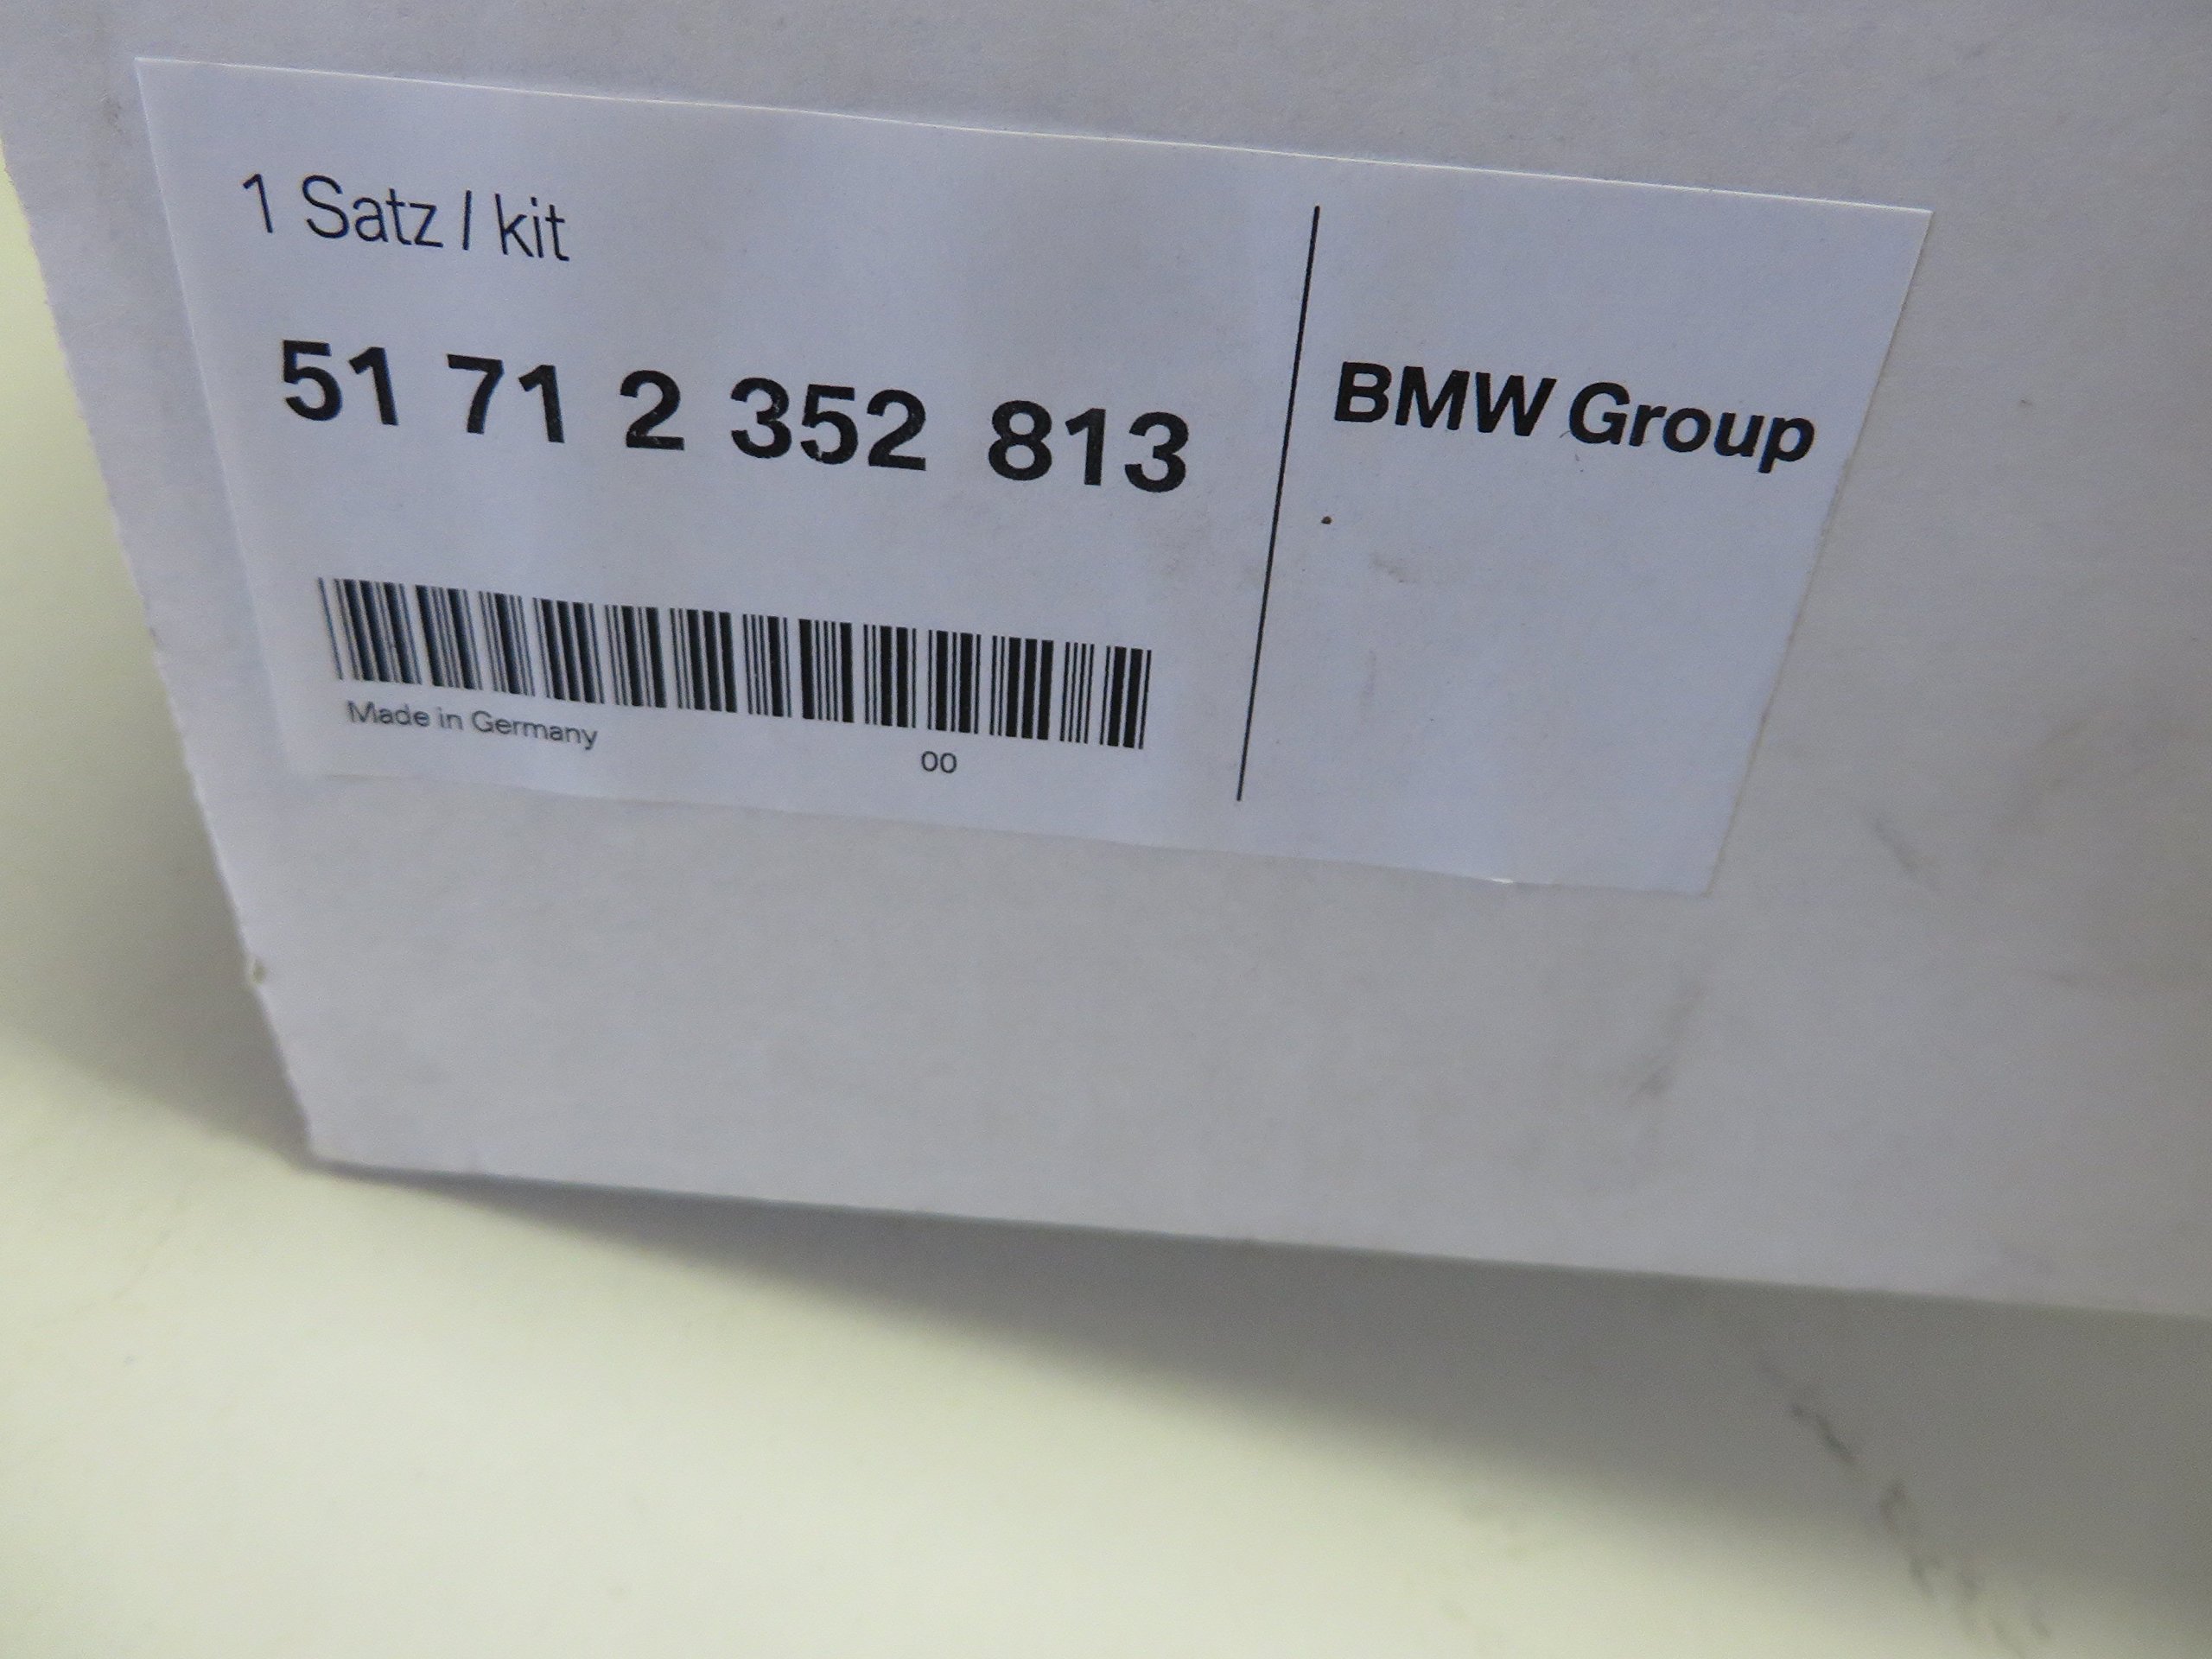 1 Satz / kit
51 71 2 352 813
BMW Group
Made in Germany
00